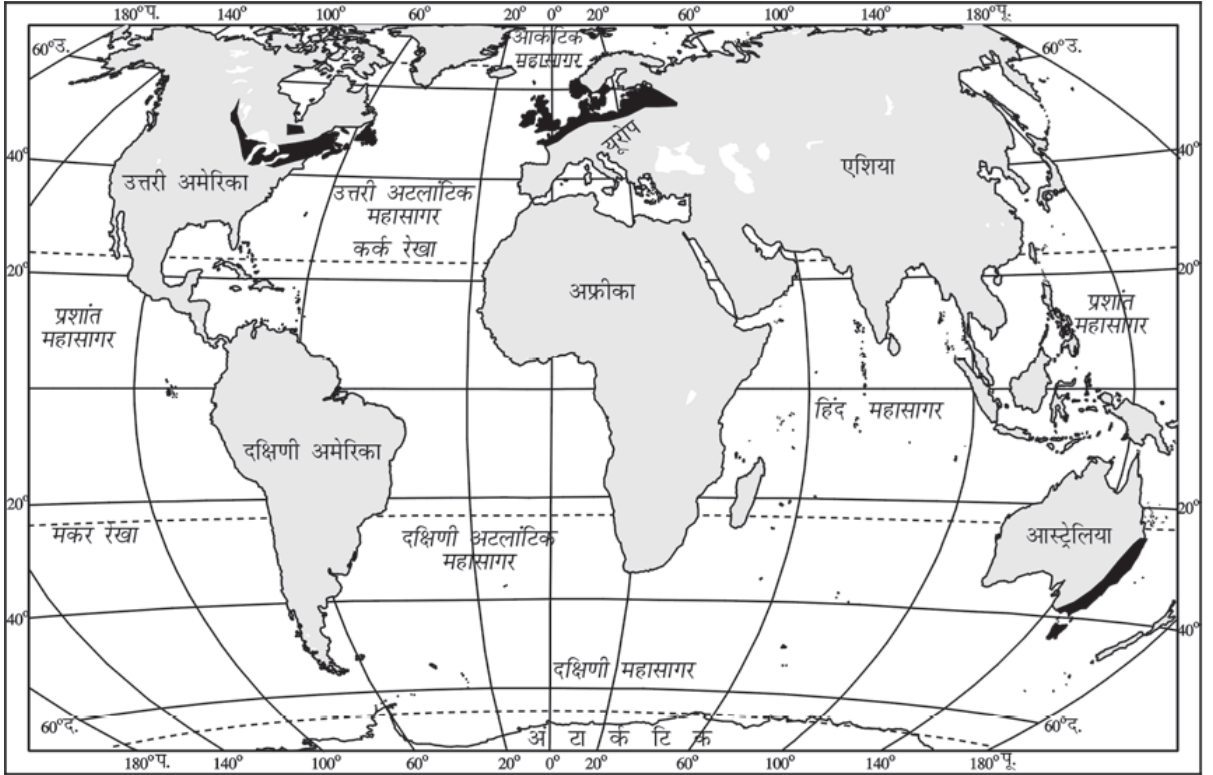 180°प. 140° 100° 60° 20° 0° 20° 60° 100° 140° 180°पू.
60°उ. 60°उ.
आर्कटिक
महासागर
यूरोप
40° 40°
उत्तरी अमेरिका
एशिया
उत्तरी अटलांटिक
महासागर
कर्क रेखा
20° 20°
अफ्रीका
प्रशांत
महासागर
प्रशांत
महासागर
हिंद महासागर
दक्षिणी अमेरिका
20° 20°
मकर रेखा
दक्षिणी अटलांटिक
महासागर
आस्ट्रेलिया
40° 40°
दक्षिणी महासागर
60°द. 60°द.
अं टा र्क टि क
180°प. 140° 100° 60° 20° 0° 20° 60° 100° 140° 180°पू.